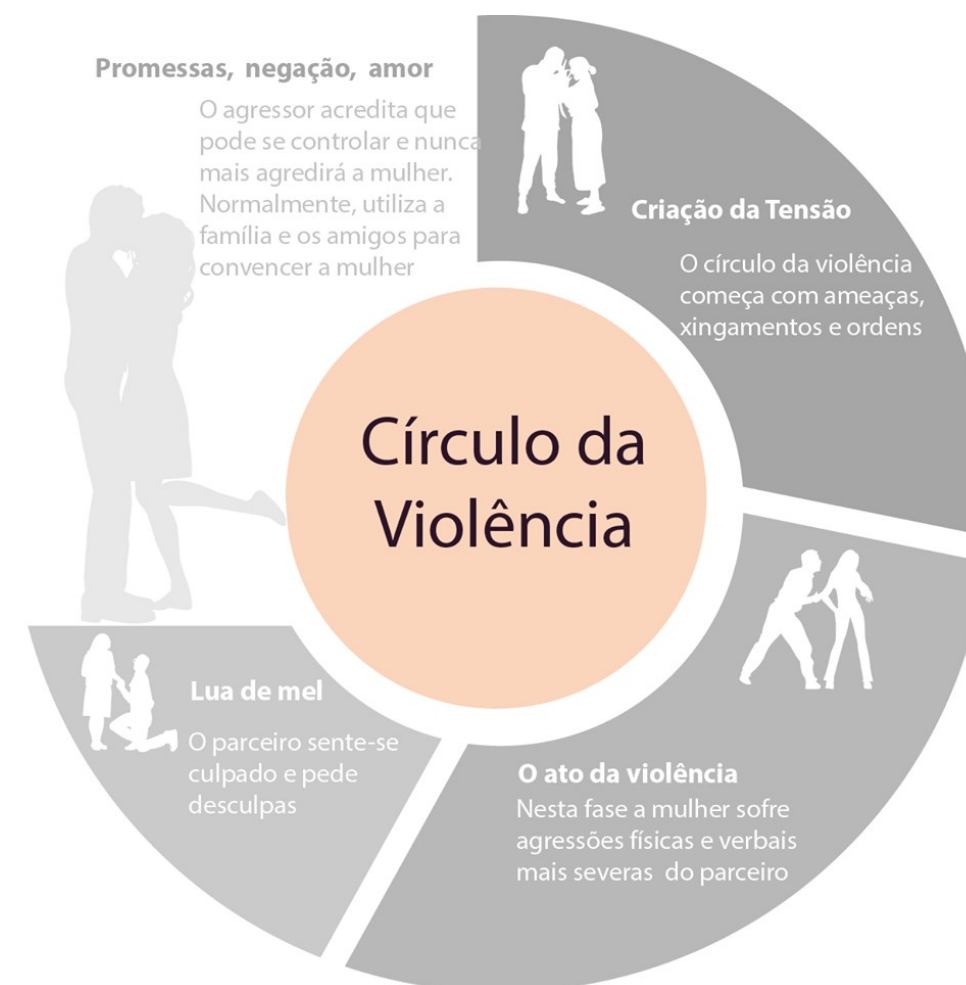 Promessas, negação, amor
O agressor acredita que
pode se controlar e nunca
mais agredirá a mulher.
Normalmente, utiliza a
família e os amigos para
convencer a mulher
Criação da Tensão
O círculo da violência
começa com ameaças,
xingamentos e ordens
Círculo da
Violência
O ato da violência
Nesta fase a mulher sofre
agressões físicas e verbais
mais severas do parceiro
Lua de mel
O parceiro sente-se
culpado e pede
desculpas